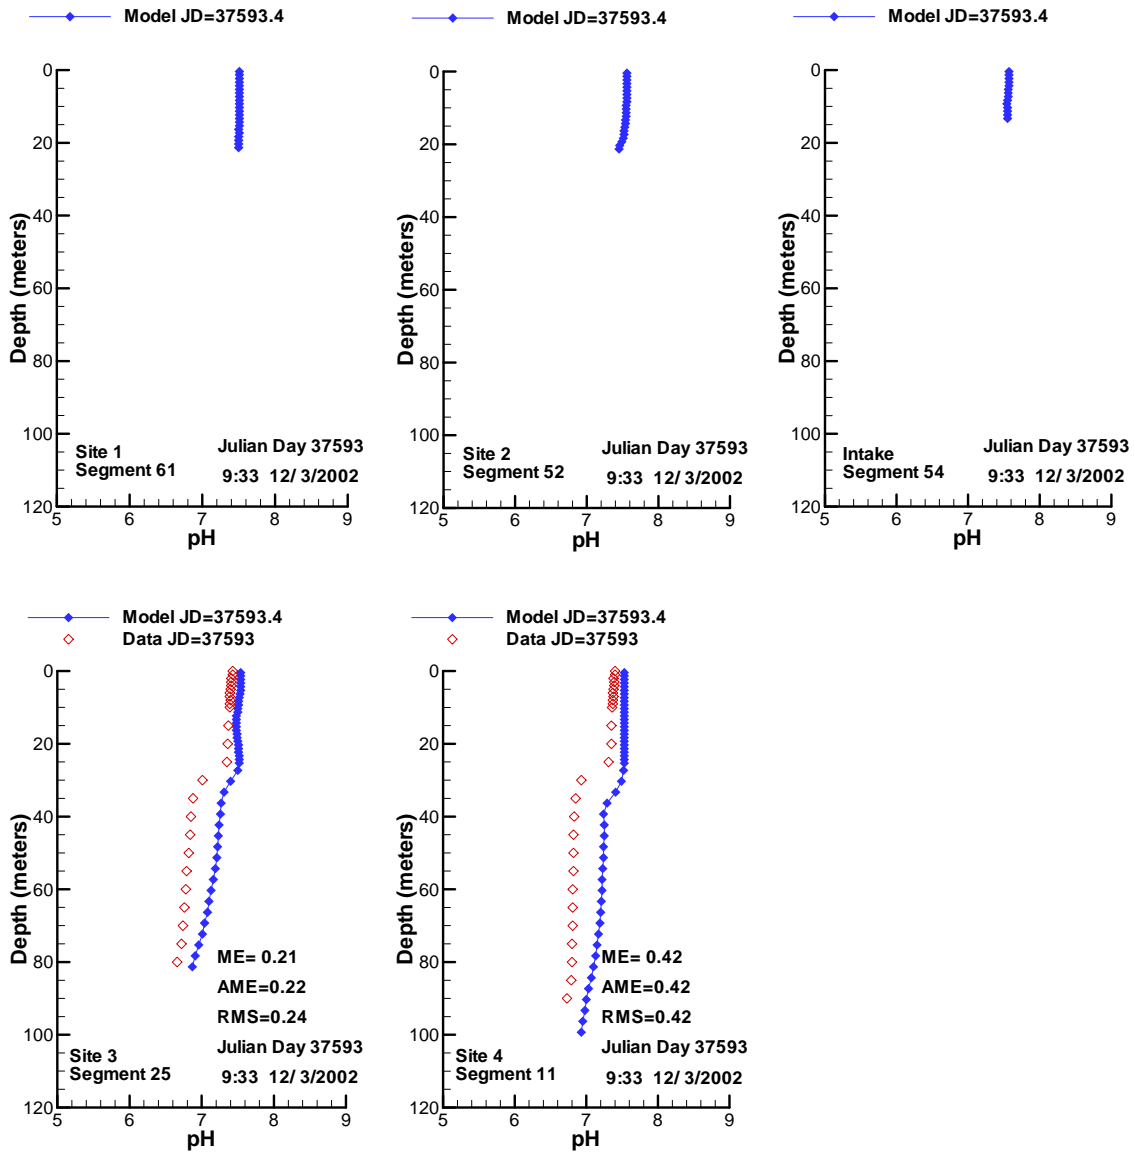 Model JD=37593.4
0
20
40
60
80
100
120
Depth (meters)
Site 1
Segment 61
Julian Day 37593
9:33 12/ 3/2002
5 6 7 8 9
pH
Model JD=37593.4
0
20
40
60
80
100
120
Depth (meters)
Site 2
Segment 52
Julian Day 37593
9:33 12/ 3/2002
5 6 7 8 9
pH
Model JD=37593.4
0
20
40
60
80
100
120
Depth (meters)
Intake
Segment 54
Julian Day 37593
9:33 12/ 3/2002
5 6 7 8 9
pH
Model JD=37593.4
Data JD=37593
0
20
40
60
80
100
120
Depth (meters)
ME= 0.21
AME=0.22
RMS=0.24
Site 3
Segment 25
Julian Day 37593
9:33 12/ 3/2002
5 6 7 8 9
pH
Model JD=37593.4
Data JD=37593
0
20
40
60
80
100
120
Depth (meters)
ME= 0.42
AME=0.42
RMS=0.42
Site 4
Segment 11
Julian Day 37593
9:33 12/ 3/2002
5 6 7 8 9
pH